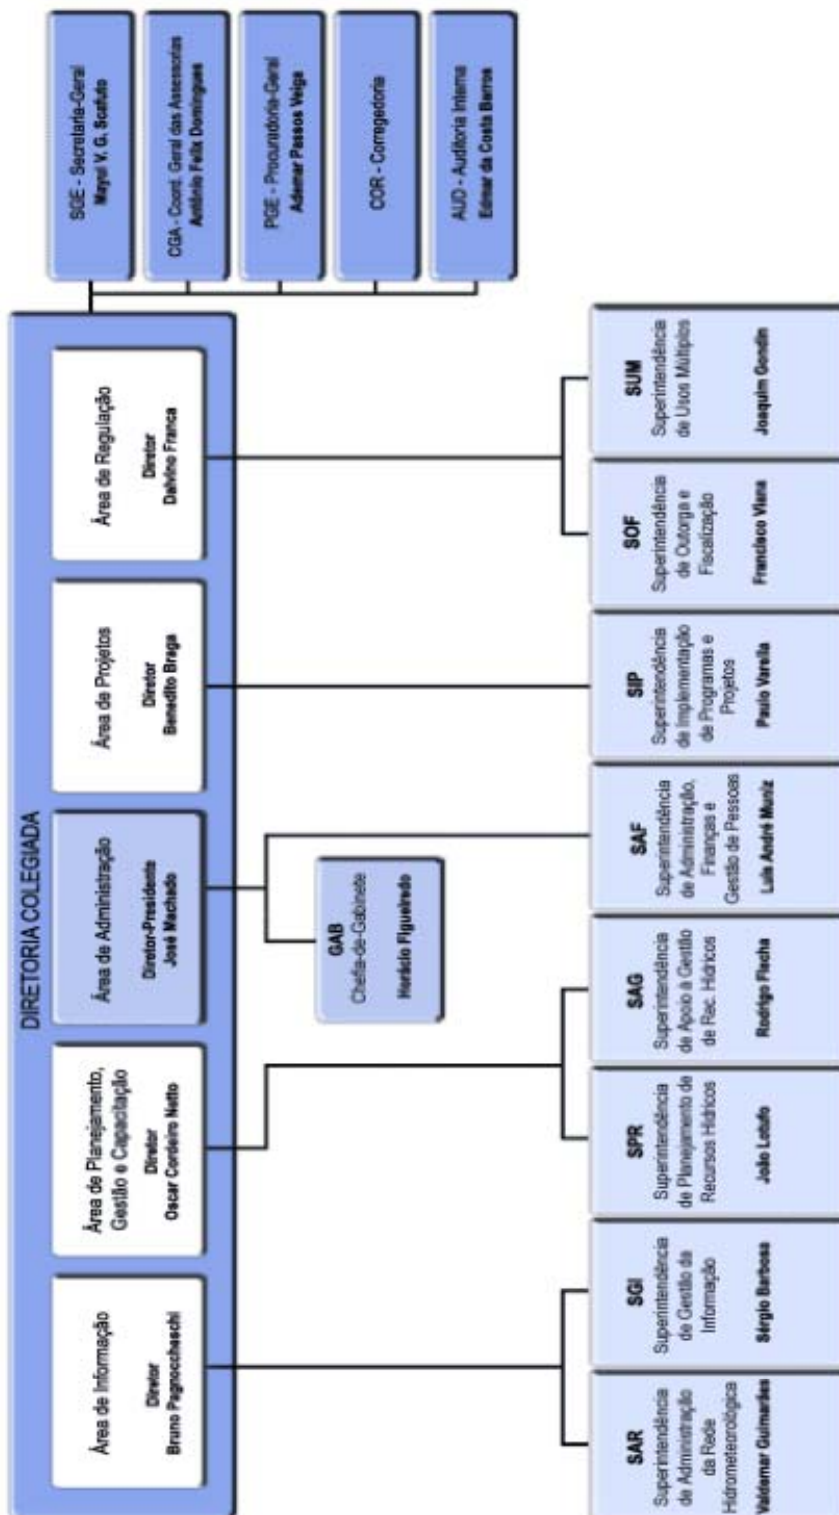 DIRETORIA COLEGIADA
Área de Informação
Diretor
Bruno Pagnoccheschi
Área de Planejamento,
Gestão e Capacitação
Diretor
Oscar Cordeiro Netto
Área de Administração
Diretor-Presidente
José Machado
Área de Projetos
Diretor
Benedito Braga
Área de Regulação
Diretor
Dalvino Franca
SGE - Secretaria-Geral
Mayui V. G. Scafuto
CGA - Coord. Geral das Assessorias
Antônio Felix Domingues
PGE - Procuradoria-Geral
Ademar Passos Veiga
COR - Corregedoria
AUD - Auditoria Interna
Edmar da Costa Barros
GAB
Chefia-de-Gabinete
Horácio Figueiredo
SAR
Superintendência
de Administração
da Rede
Hidrometeorológica
Valdemar Guimarães
SGI
Superintendência
de Gestão da
Informação
Sérgio Barbosa
SPR
Superintendência
de Planejamento de
Recursos Hídricos
João Lotufo
SAG
Superintendência
de Apoio à Gestão
de Rec. Hídricos
Rodrigo Flecha
SAF
Superintendência
de Administração,
Finanças e
Gestão de Pessoas
Luis André Muniz
SIP
Superintendência
de Implementação
de Programas e
Projetos
Paulo Varella
SOF
Superintendência
de Outorga e
Fiscalização
Francisco Viana
SUM
Superintendência
de Usos Múltiplos
Joaquim Gondin